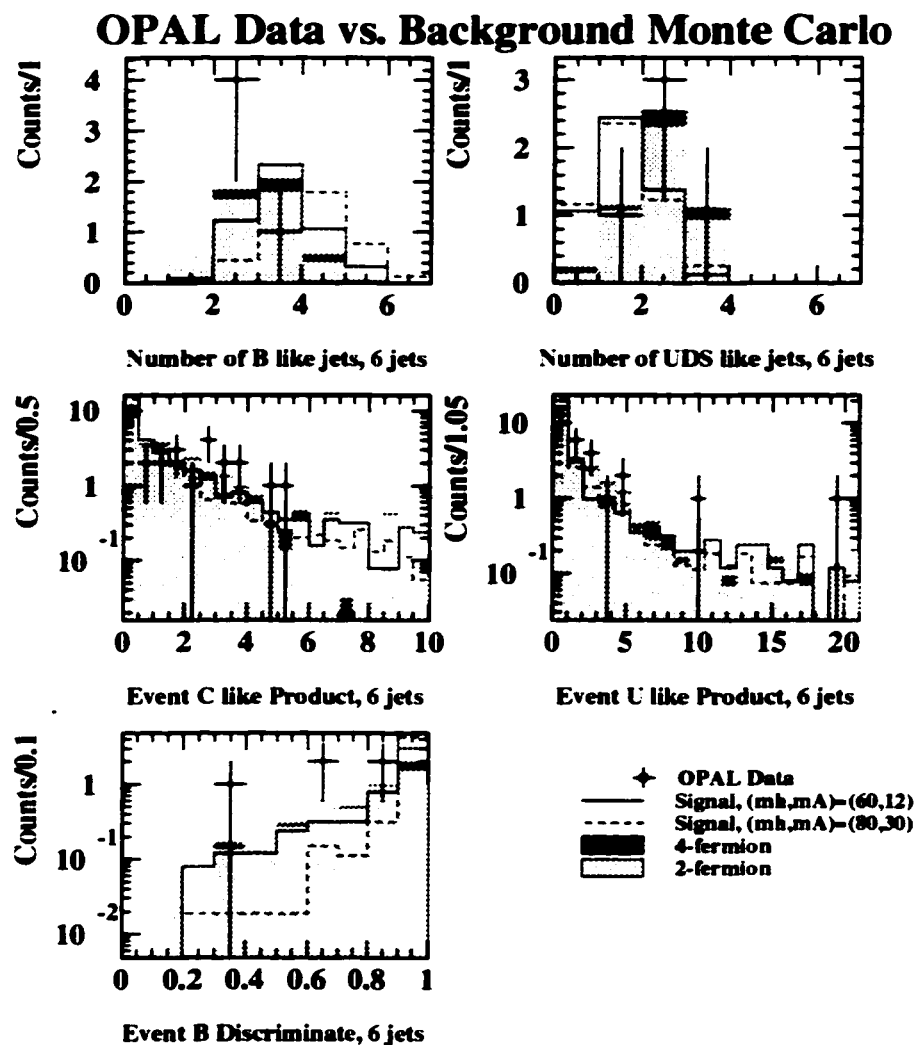 OPAL Data vs. Background Monte Carlo
Counts/1
4
3
2
1
0
0 2 4 6
Number of B like jets, 6 jets
Counts/1
3
2
1
0
0 2 4 6
Number of UDS like jets, 6 jets
Counts/0.5
10
1
10 -1
0 2 4 6 8 10
Event C like Product, 6 jets
Counts/1.05
10
1
10 -1
0 5 10 15 20
Event U like Product, 6 jets
Counts/0.1
1
10 -1
10 -2
0 0.2 0.4 0.6 0.8 1
Event B Discriminate, 6 jets
OPAL Data
Signal, (mh,mA)=(60,12)
Signal, (mh,mA)=(80,30)
4-fermion
2-fermion